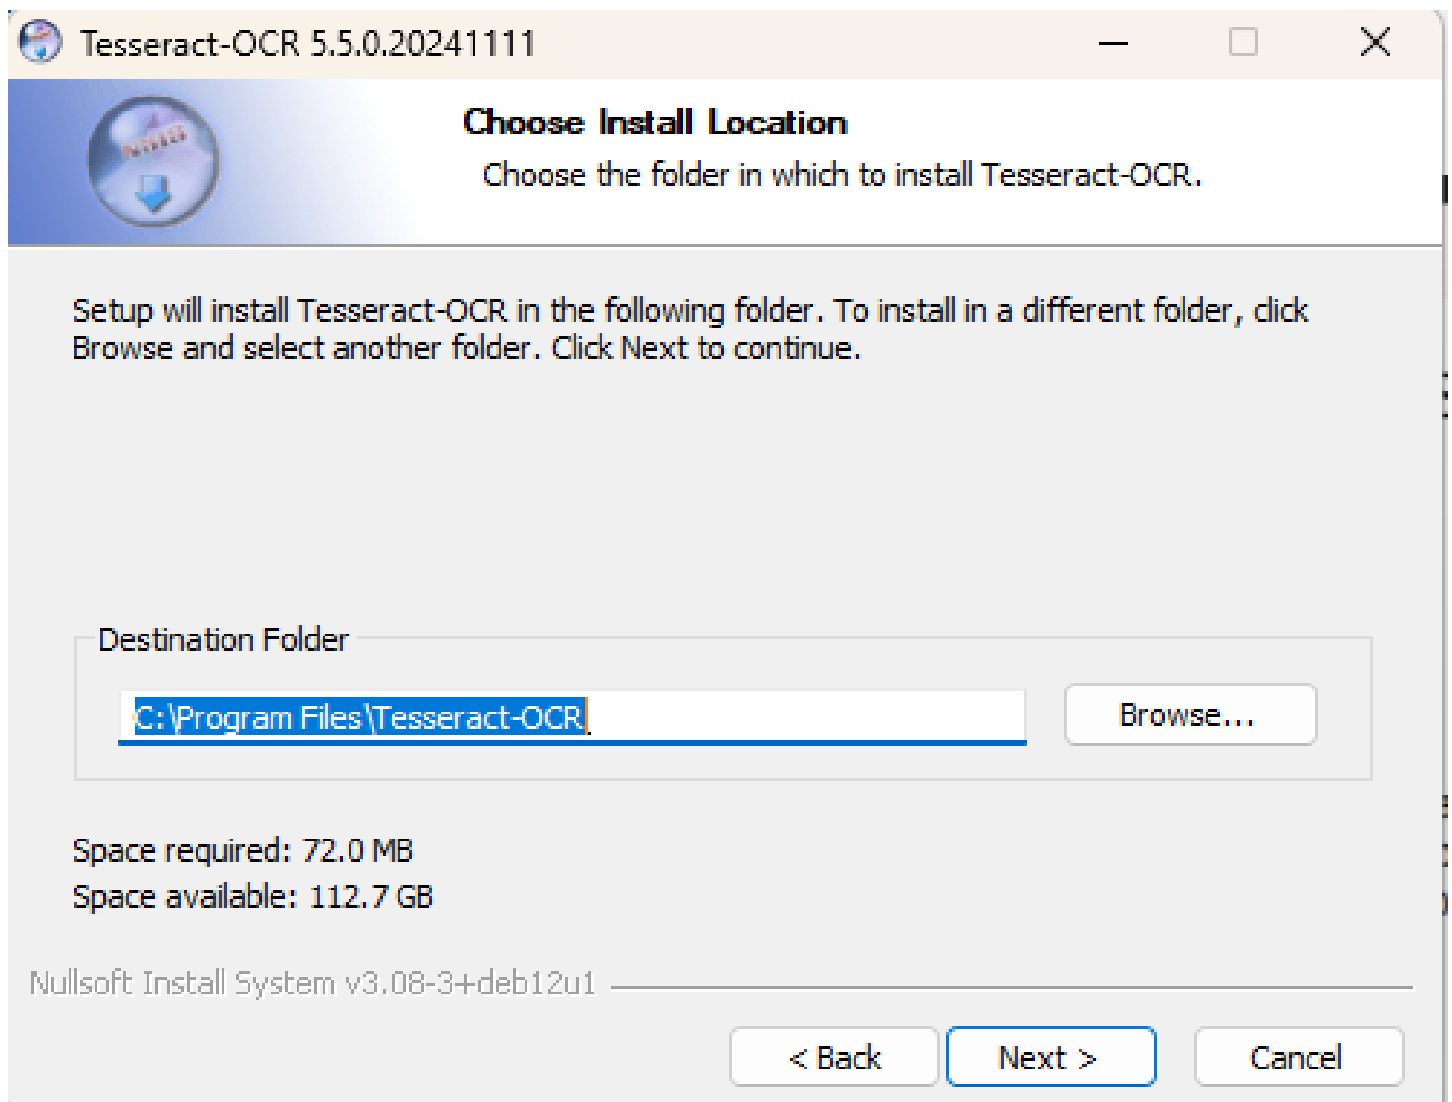 Tesseract-OCR 5.5.0.20241111
Choose Install Location
Choose the folder in which to install Tesseract-OCR.
Setup will install Tesseract-OCR in the following folder. To install in a different folder, click
Browse and select another folder. Click Next to continue.
Destination Folder
C:\Program Files\Tesseract-OCR
Browse...
Space required: 72.0 MB
Space available: 112.7 GB
Nullsoft Install System v3.08-3+deb12u1
< Back
Next >
Cancel